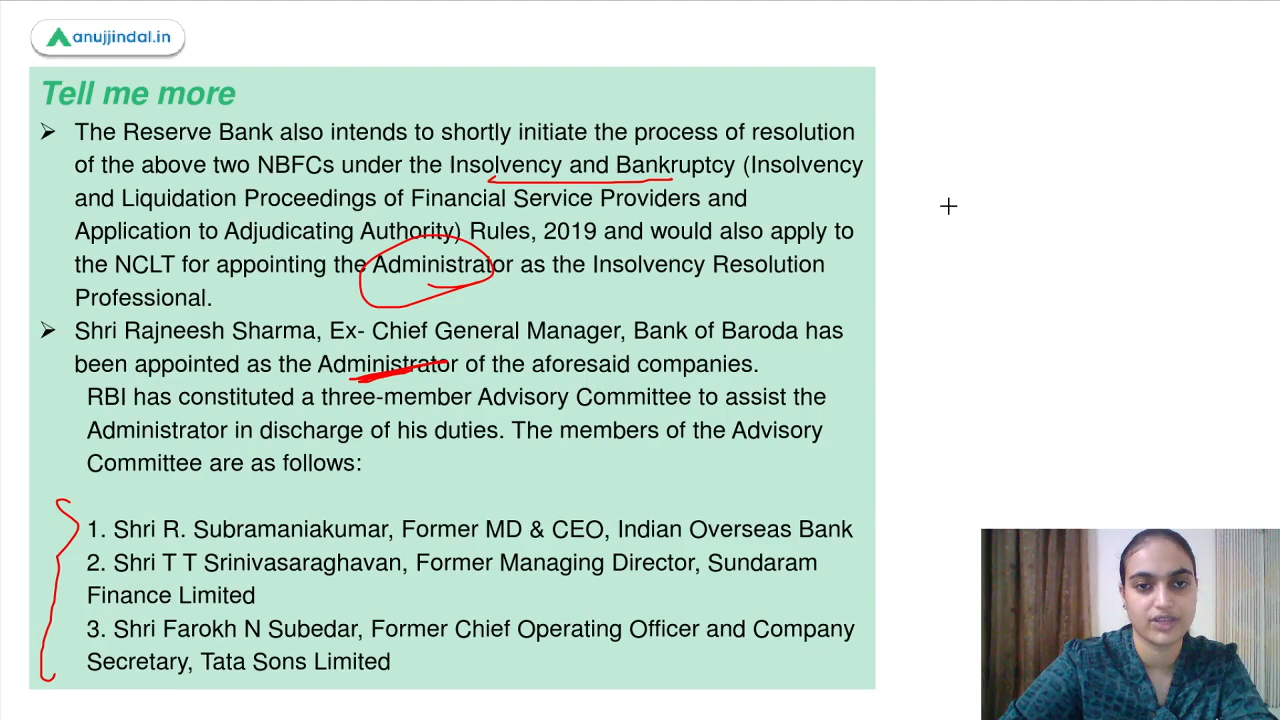 anujjindal.in
Tell me more
➢ The Reserve Bank also intends to shortly initiate the process of resolution
of the above two NBFCs under the Insolvency and Bankruptcy (Insolvency
and Liquidation Proceedings of Financial Service Providers and
Application to Adjudicating Authority) Rules, 2019 and would also apply to
the NCLT for appointing the Administrator as the Insolvency Resolution
Professional.
➢ Shri Rajneesh Sharma, Ex- Chief General Manager, Bank of Baroda has
been appointed as the Administrator of the aforesaid companies.
RBI has constituted a three-member Advisory Committee to assist the
Administrator in discharge of his duties. The members of the Advisory
Committee are as follows:
1. Shri R. Subramaniakumar, Former MD & CEO, Indian Overseas Bank
2. Shri T T Srinivasaraghavan, Former Managing Director, Sundaram
Finance Limited
3. Shri Farokh N Subedar, Former Chief Operating Officer and Company
Secretary, Tata Sons Limited